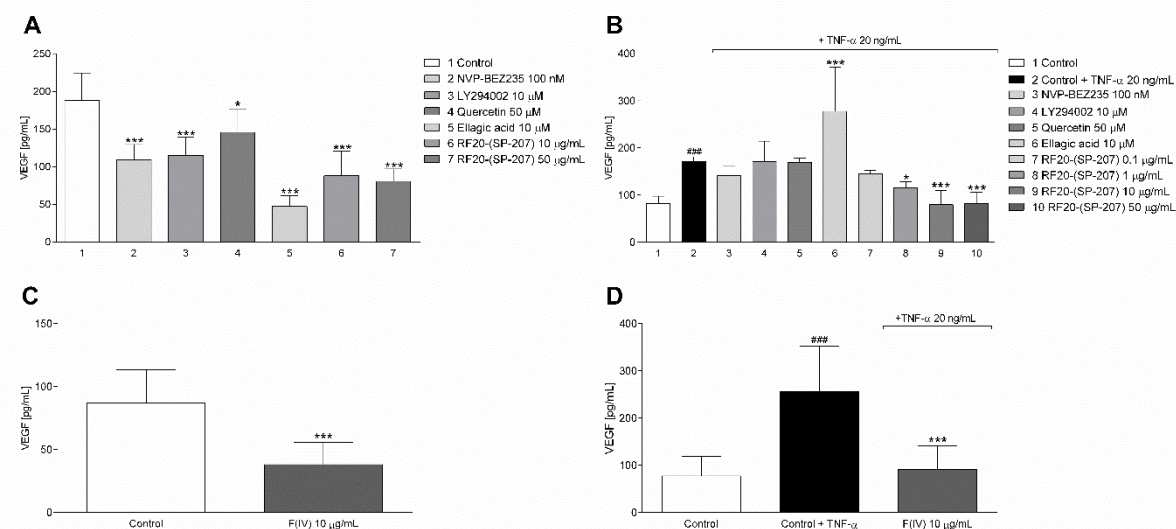 A
VEGF [pg/mL]
250
200
150
100
50
0
***
***
*
***
***
***
1
2
3
4
5
6
7
1 Control
2 NVP-BEZ235 100 nM
3 LY294002 10 µM
4 Quercetin 50 µM
5 Ellagic acid 10 µM
6 RF20-(SP-207) 10 µg/mL
7 RF20-(SP-207) 50 µg/mL
B
+ TNF-α 20 ng/mL
VEGF [pg/mL]
400
300
200
100
0
###
***
*
***
***
1
2
3
4
5
6
7
8
9
10
1 Control
2 Control + TNF-α 20 ng/mL
3 NVP-BEZ235 100 nM
4 LY294002 10 µM
5 Quercetin 50 µM
6 Ellagic acid 10 µM
7 RF20-(SP-207) 0.1 µg/mL
8 RF20-(SP-207) 1 µg/mL
9 RF20-(SP-207) 10 µg/mL
10 RF20-(SP-207) 50 µg/mL
C
VEGF [pg/mL]
150
100
50
0
***
Control
F(IV) 10 µg/mL
D
+TNF-α 20 ng/mL
VEGF [pg/mL]
400
300
200
100
0
###
***
Control
Control + TNF-α
F(IV) 10 µg/mL